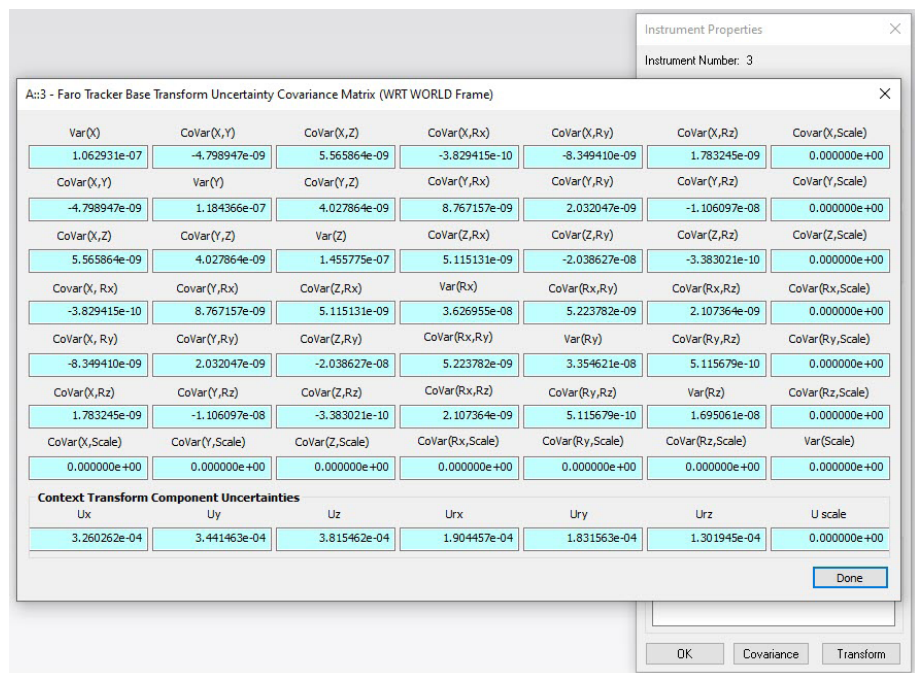 Instrument Properties
Instrument Number: 3
A::3 - Faro Tracker Base Transform Uncertainty Covariance Matrix (WRT WORLD Frame)
Var(X) CoVar(X,Y) CoVar(X,Z) CoVar(X,Rx) CoVar(X,Ry) CoVar(X,Rz) Covar(X,Scale)
1.062931e-07 -4.798947e-09 5.565864e-09 -3.829415e-10 -8.349410e-09 1.783245e-09 0.000000e+00
CoVar(X,Y) Var(Y) CoVar(Y,Z) CoVar(Y,Rx) CoVar(Y,Ry) CoVar(Y,Rz) CoVar(Y,Scale)
-4.798947e-09 1.184366e-07 4.027864e-09 8.767157e-09 2.032047e-09 -1.106097e-08 0.000000e+00
CoVar(X,Z) CoVar(Y,Z) Var(Z) CoVar(Z,Rx) CoVar(Z,Ry) CoVar(Z,Rz) CoVar(Z,Scale)
5.565864e-09 4.027864e-09 1.455775e-07 5.115131e-09 -2.038627e-08 -3.383021e-10 0.000000e+00
Covar(X, Rx) Covar(Y,Rx) CoVar(Z,Rx) Var(Rx) CoVar(Rx,Ry) CoVar(Rx,Rz) CoVar(Rx,Scale)
-3.829415e-10 8.767157e-09 5.115131e-09 3.626955e-08 5.223782e-09 2.107364e-09 0.000000e+00
CoVar(X, Ry) CoVar(Y,Ry) CoVar(Z,Ry) CoVar(Rx,Ry) Var(Ry) CoVar(Ry,Rz) CoVar(Ry,Scale)
-8.349410e-09 2.032047e-09 -2.038627e-08 5.223782e-09 3.354621e-08 5.115679e-10 0.000000e+00
CoVar(X,Rz) CoVar(Y,Rz) CoVar(Z,Rz) CoVar(Rx,Rz) CoVar(Ry,Rz) Var(Rz) CoVar(Rz,Scale)
1.783245e-09 -1.106097e-08 -3.383021e-10 2.107364e-09 5.115679e-10 1.695061e-08 0.000000e+00
CoVar(X,Scale) CoVar(Y,Scale) CoVar(Z,Scale) CoVar(Rx,Scale) CoVar(Ry,Scale) CoVar(Rz,Scale) Var(Scale)
0.000000e+00 0.000000e+00 0.000000e+00 0.000000e+00 0.000000e+00 0.000000e+00 0.000000e+00
Context Transform Component Uncertainties
Ux Uy Uz Urx Ury Urz U scale
3.260262e-04 3.441463e-04 3.815462e-04 1.904457e-04 1.831563e-04 1.301945e-04 0.000000e+00
Done
OK Covariance Transform